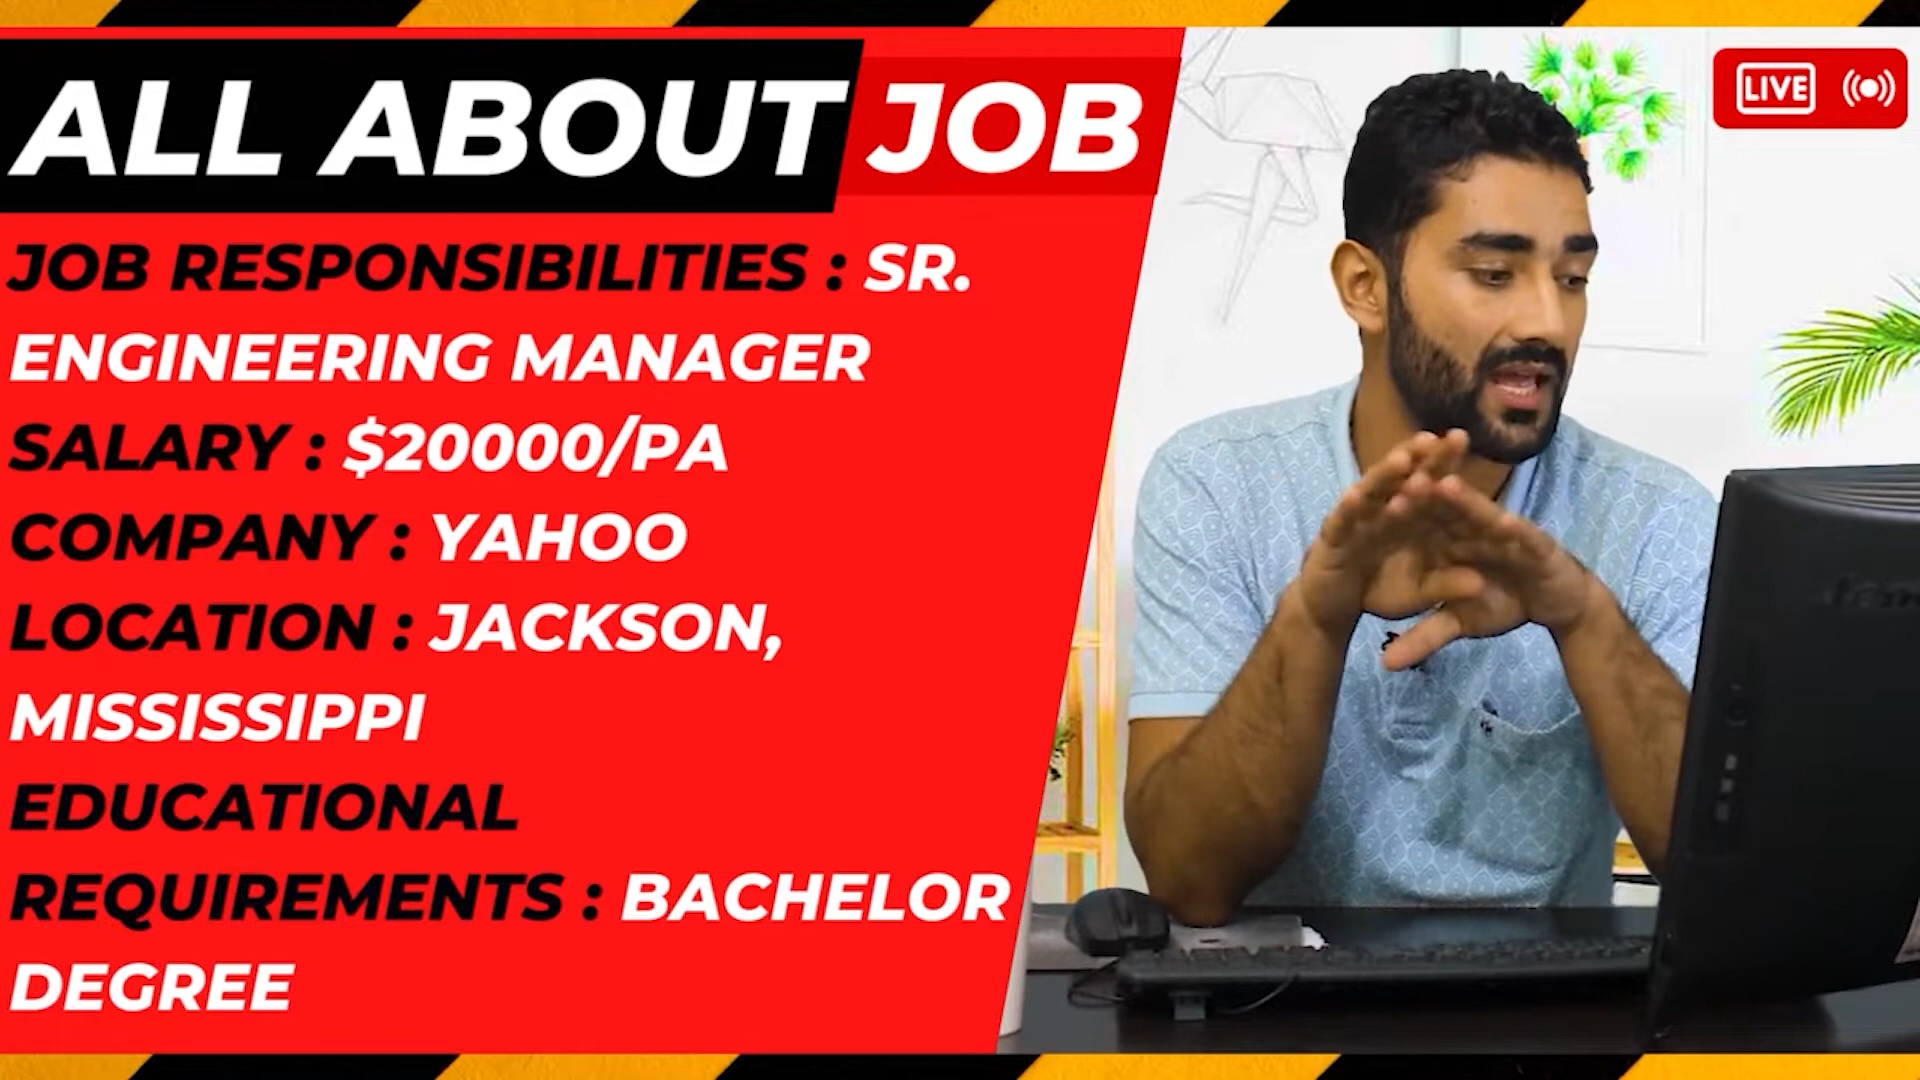 ALL ABOUT JOB
LIVE
JOB RESPONSIBILITIES : SR.
ENGINEERING MANAGER
SALARY : $20000/PA
COMPANY : YAHOO
LOCATION : JACKSON,
MISSISSIPPI
EDUCATIONAL
REQUIREMENTS : BACHELOR
DEGREE